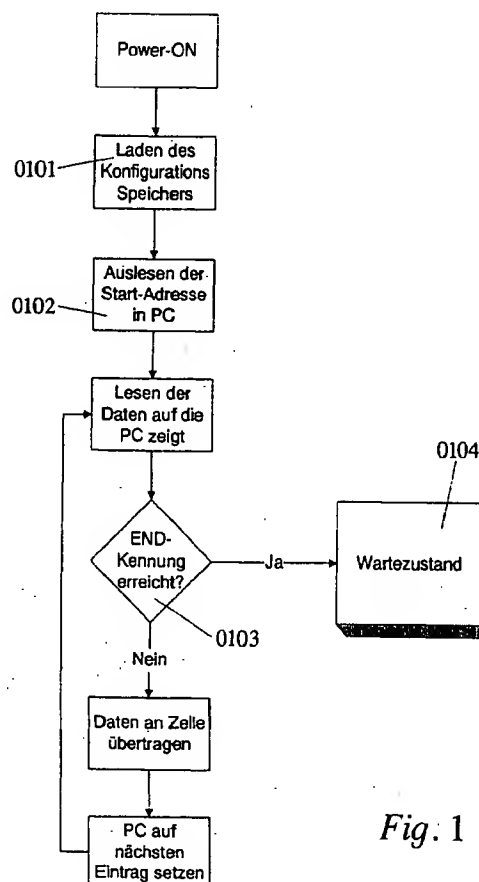 Power-ON
0101
Laden des
Konfigurations
Speichers
0102
Auslesen der
Start-Adresse
in PC
Lesen der
Daten auf die
PC zeigt
0104
END-
Kennung
erreicht?
Ja
Wartezustand
0103
Nein
Daten an Zelle
übertragen
PC auf
nächsten
Eintrag setzen
Fig. 1